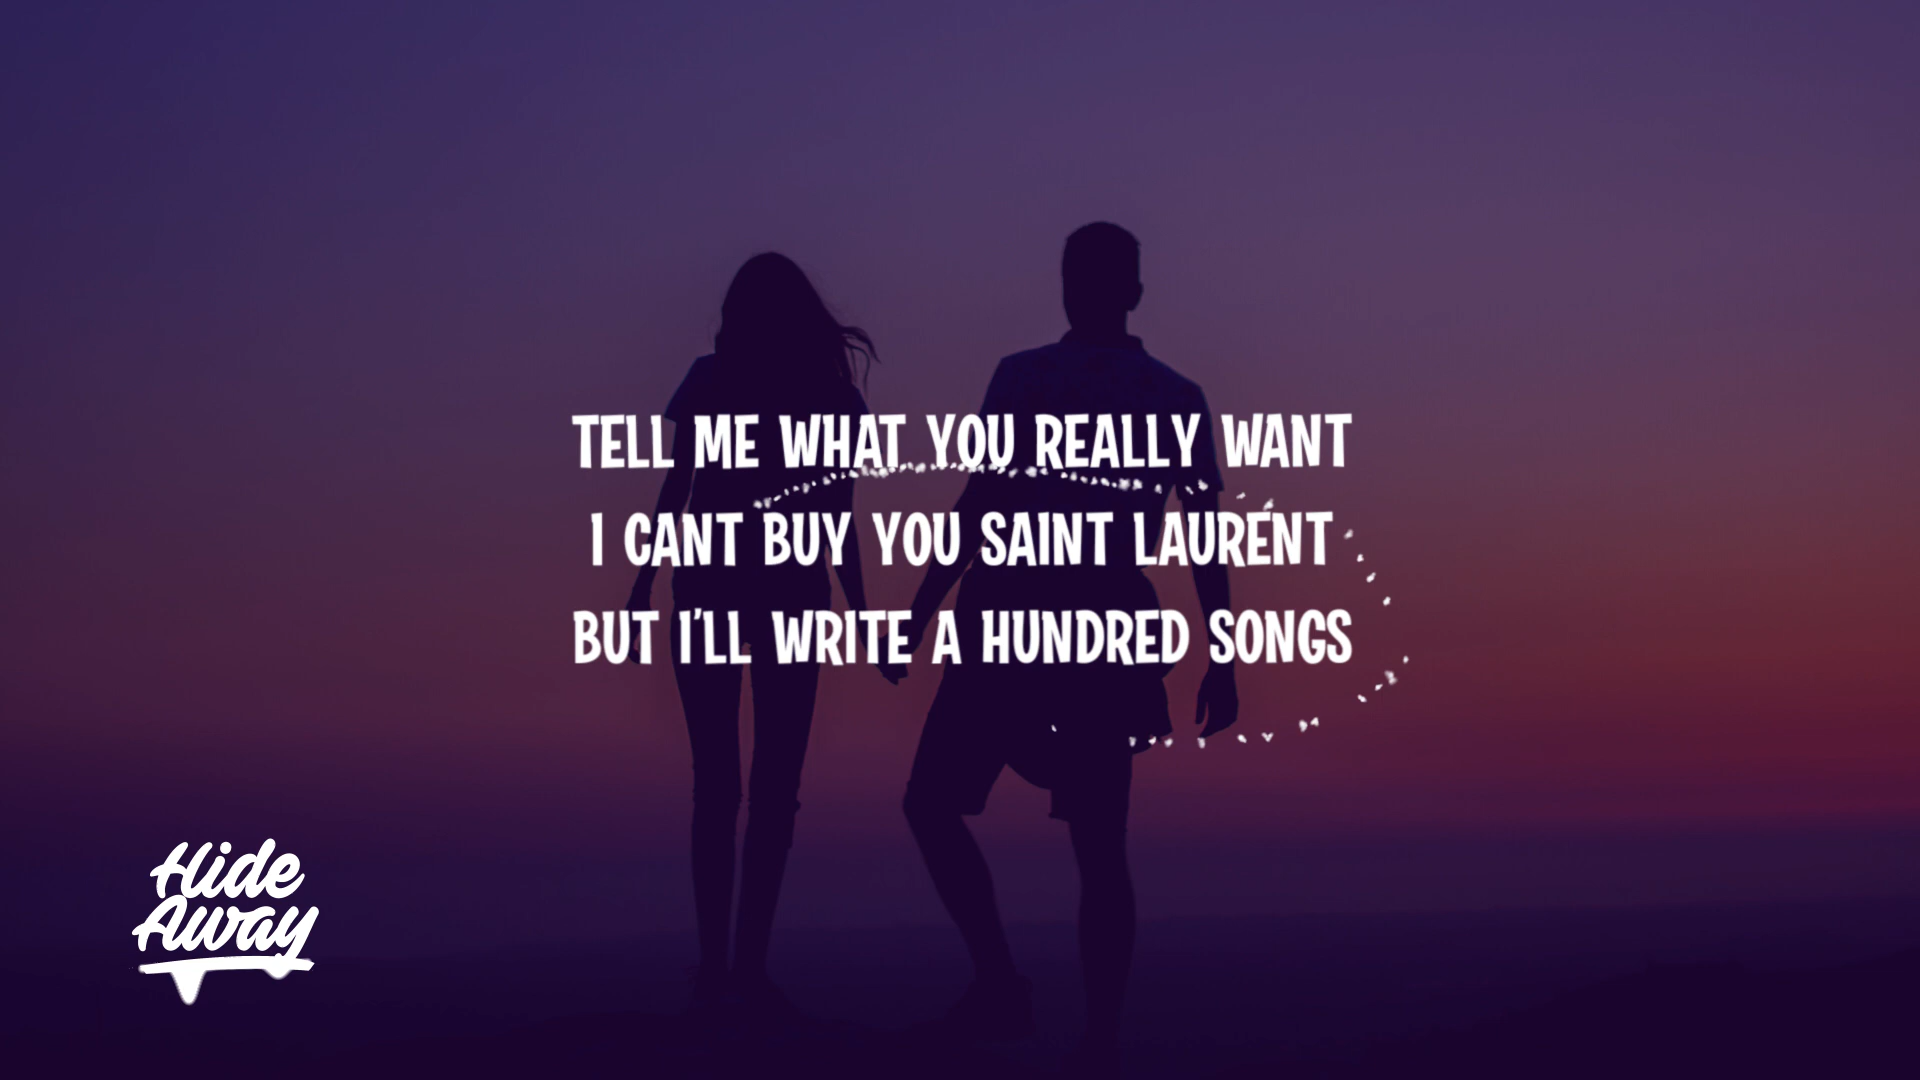 TELL ME WHAT YOU REALLY WANT
I CANT BUY YOU SAINT LAURENT
BUT I'LL WRITE A HUNDRED SONGS
Hide
Away